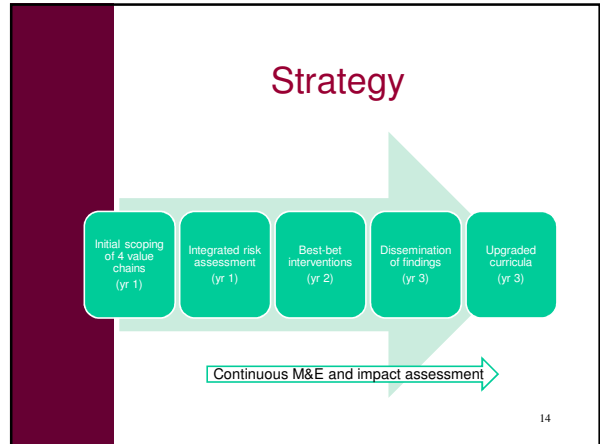 Strategy
Initial scoping
of 4 value
chains
(yr 1)
Integrated risk
assessment
(yr 1)
Best-bet
interventions
(yr 2)
Dissemination
of findings
(yr 3)
Upgraded
curricula
(yr 3)
Continuous M&E and impact assessment
14